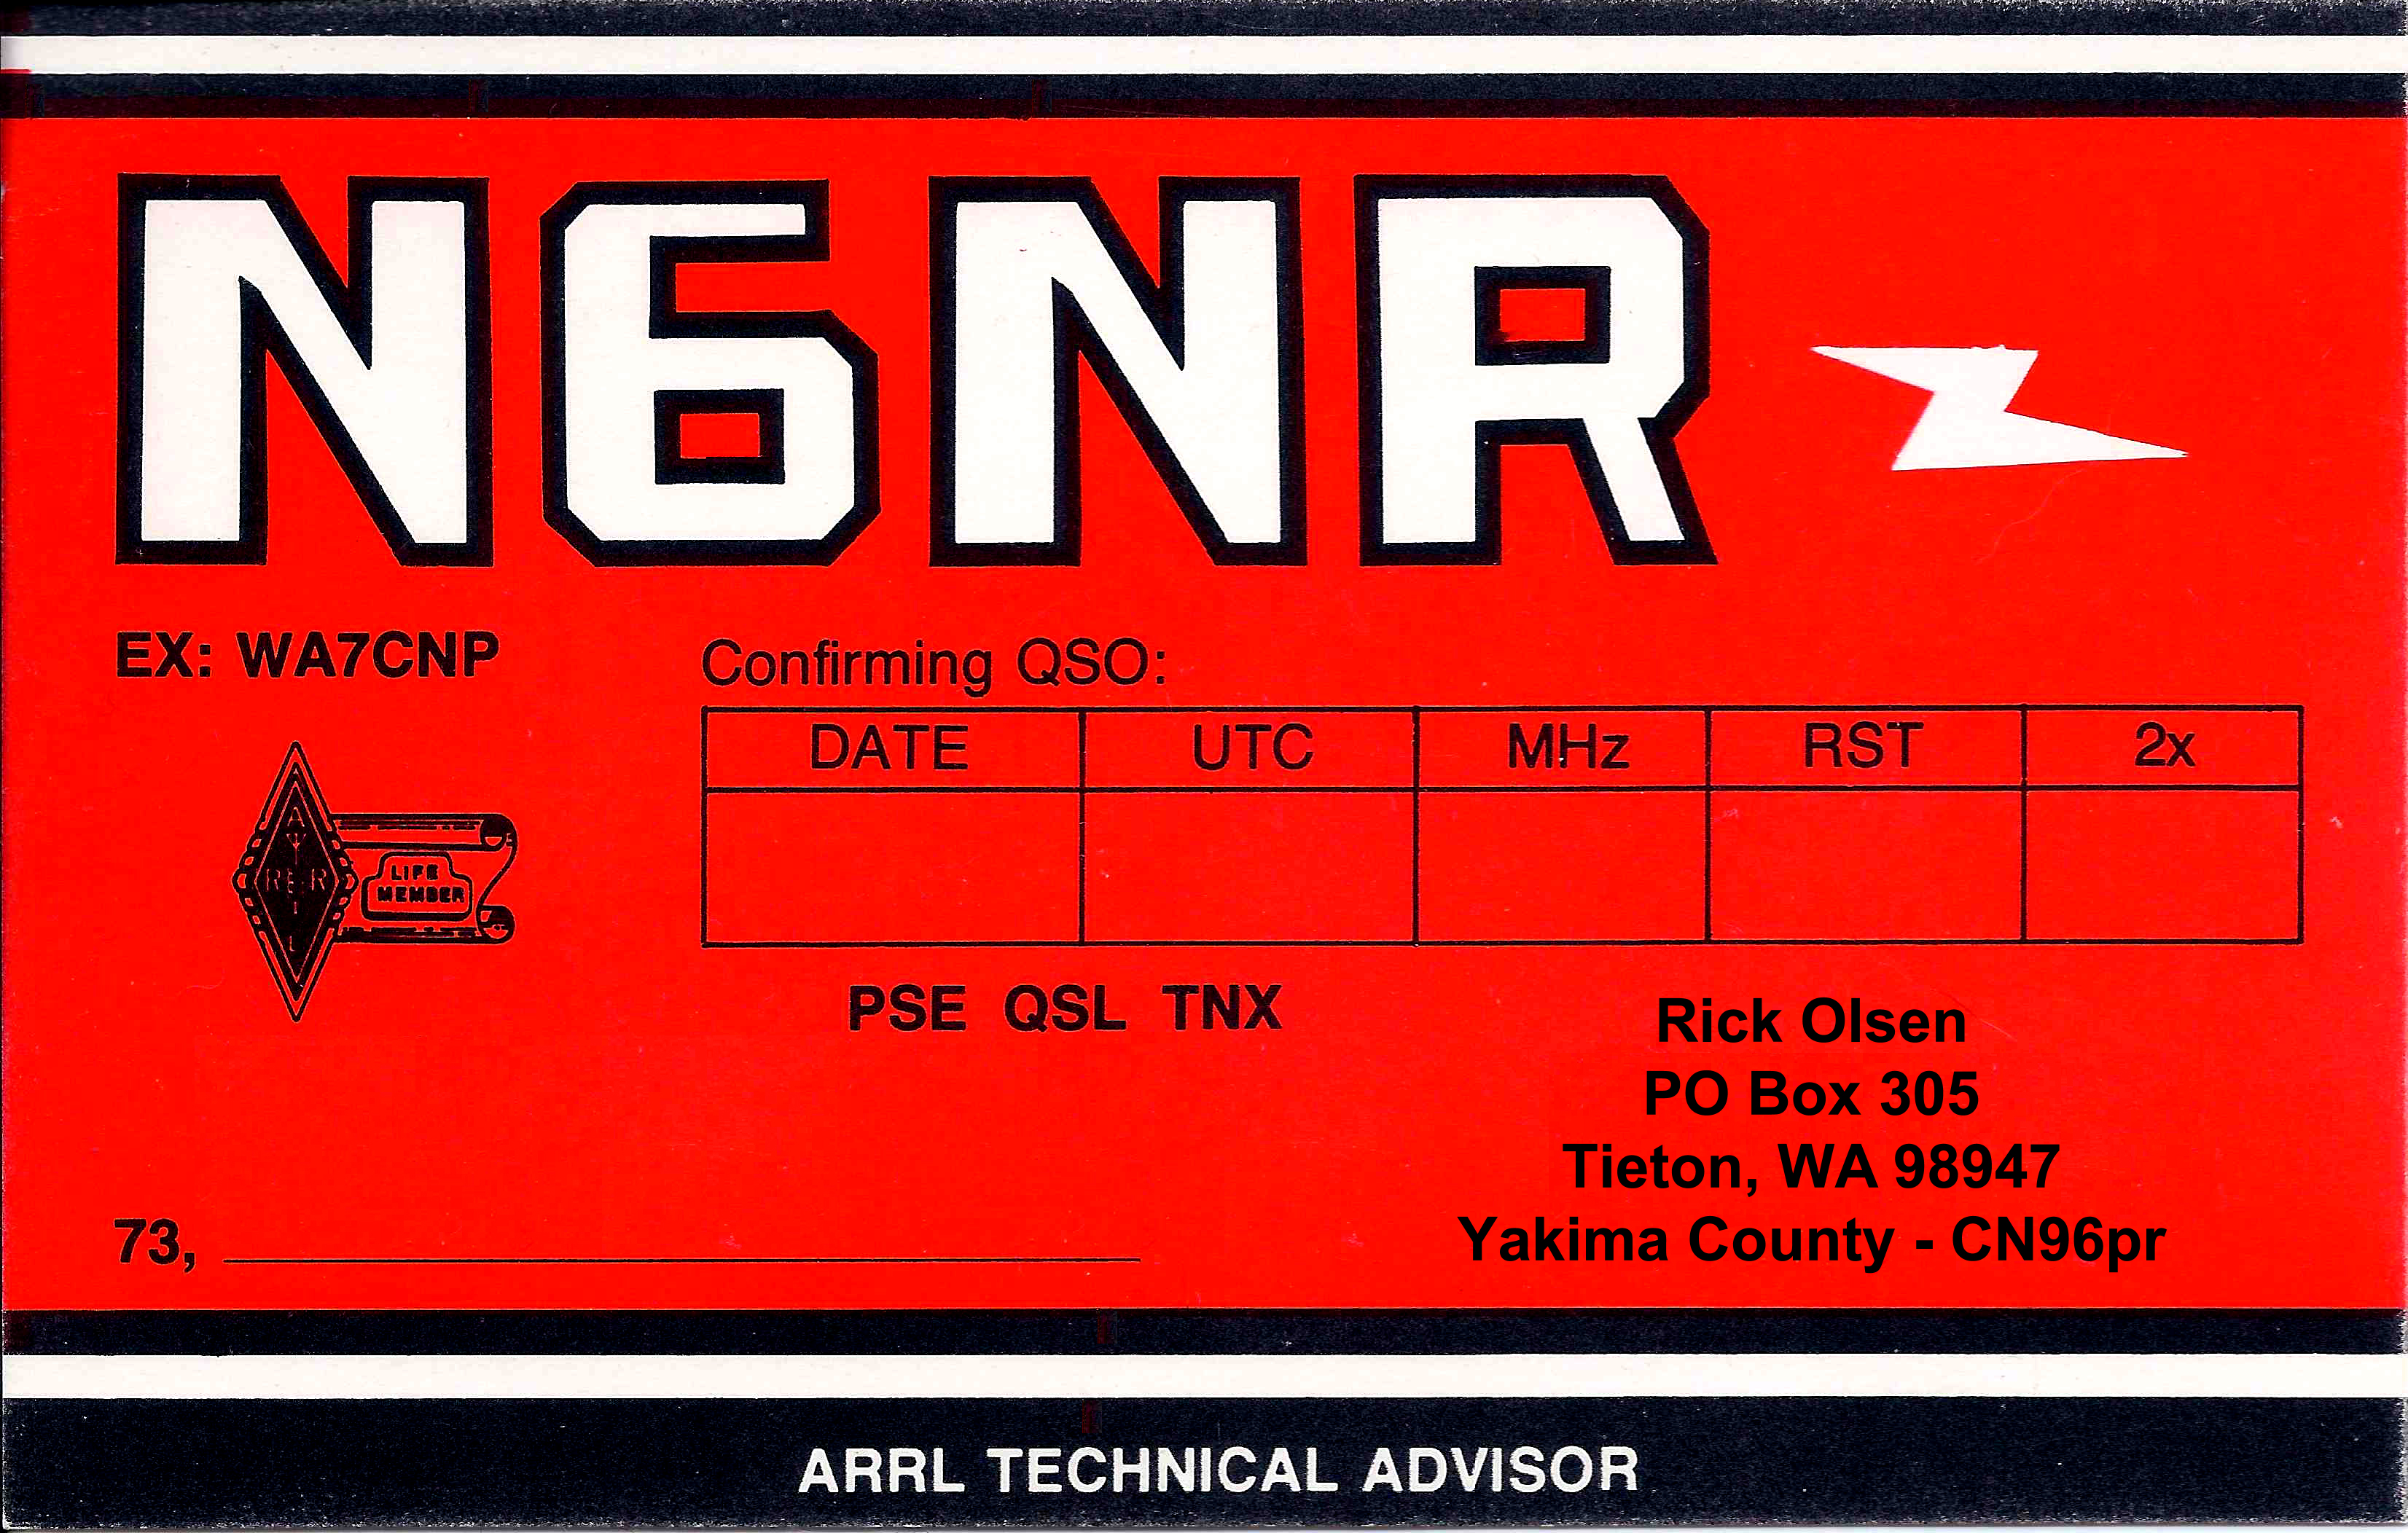 N6NR
EX: WA7CNP
Confirming QSO:
DATE UTC MHz RST 2x
A
R R
L
LIFE
MEMBER
PSE QSL TNX
Rick Olsen
PO Box 305
Tieton, WA 98947
Yakima County - CN96pr
73,
ARRL TECHNICAL ADVISOR